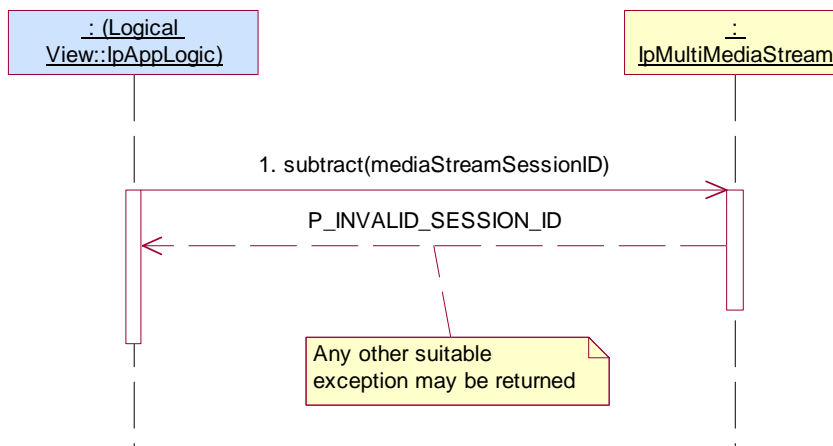 : (Logical
View::IpAppLogic)
:
IpMultiMediaStream
1. subtract(mediaStreamSessionID)
P_INVALID_SESSION_ID
Any other suitable
exception may be returned